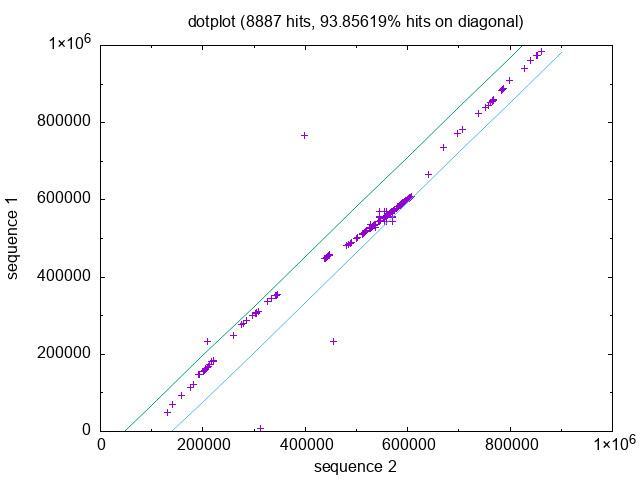 dotplot (8887 hits, 93.85619% hits on diagonal)
1×10⁶
800000
600000
400000
200000
0
sequence 1
0 200000 400000 600000 800000 1×10⁶
sequence 2